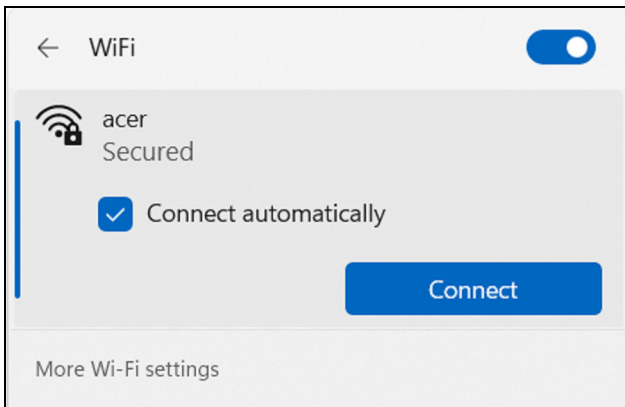 WiFi
acer
Secured
Connect automatically
Connect
More Wi-Fi settings